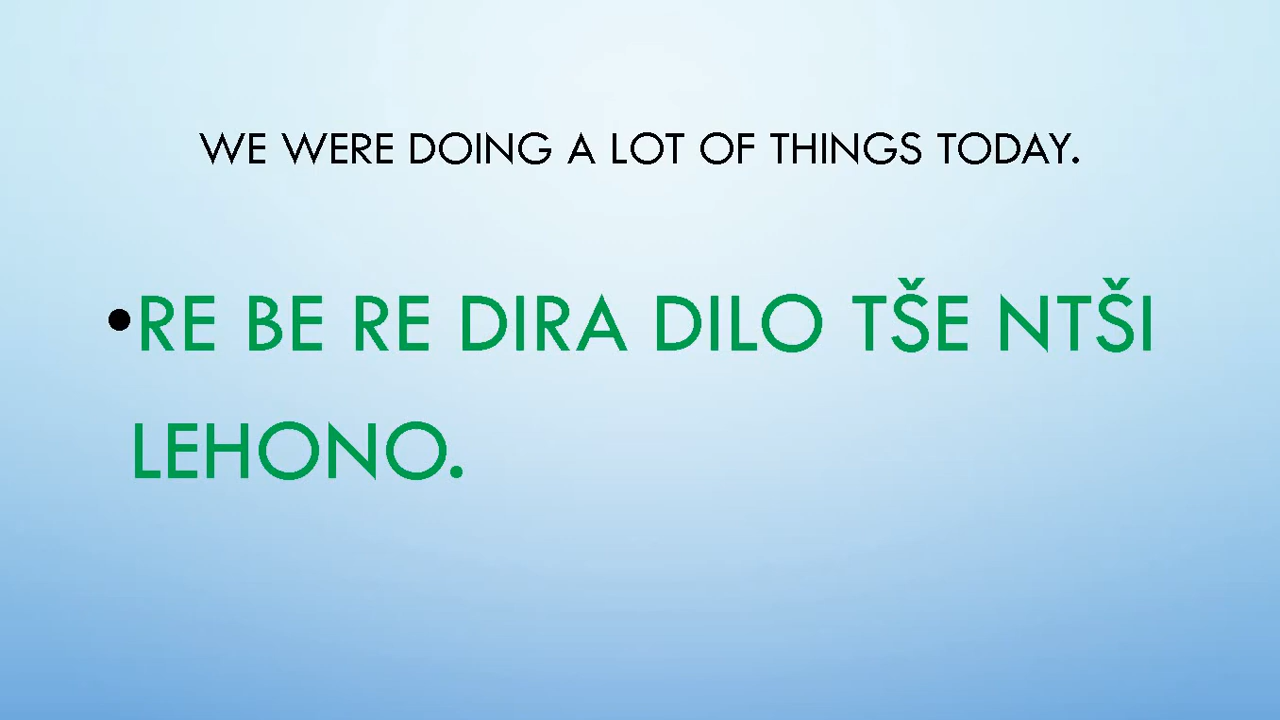 WE WERE DOING A LOT OF THINGS TODAY.
•RE BE RE DIRA DILO TŠE NTŠI
LEHONO.